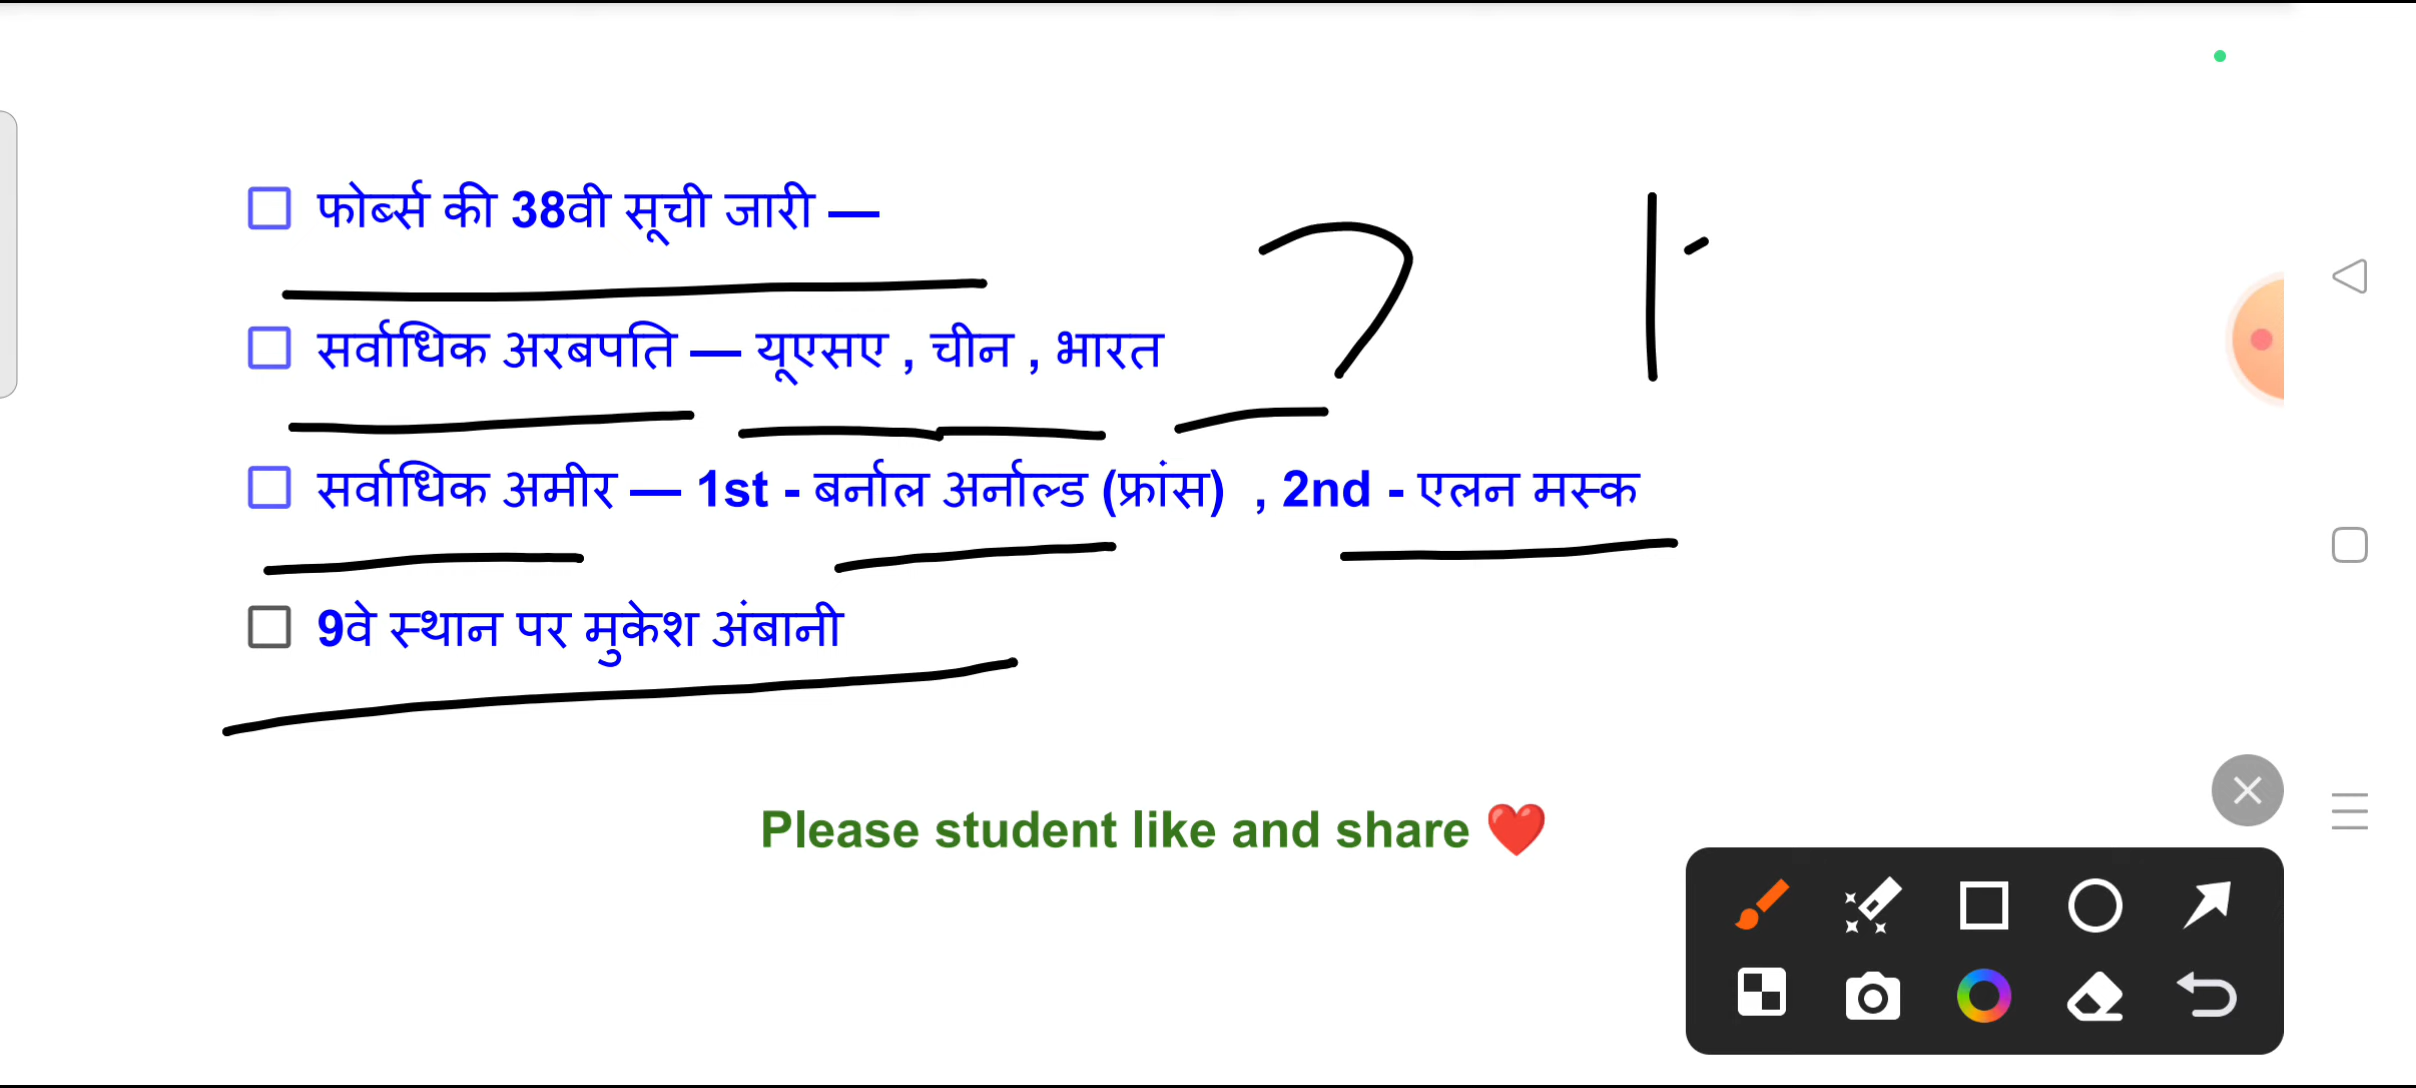 फोर्ब्स की 38वी सूची जारी —
सर्वाधिक अरबपति — यूएसए , चीन , भारत
सर्वाधिक अमीर — 1st - बर्नाल अर्नाल्ड (फ्रांस) , 2nd - एलन मस्क
9वे स्थान पर मुकेश अंबानी
Please student like and share ❤️